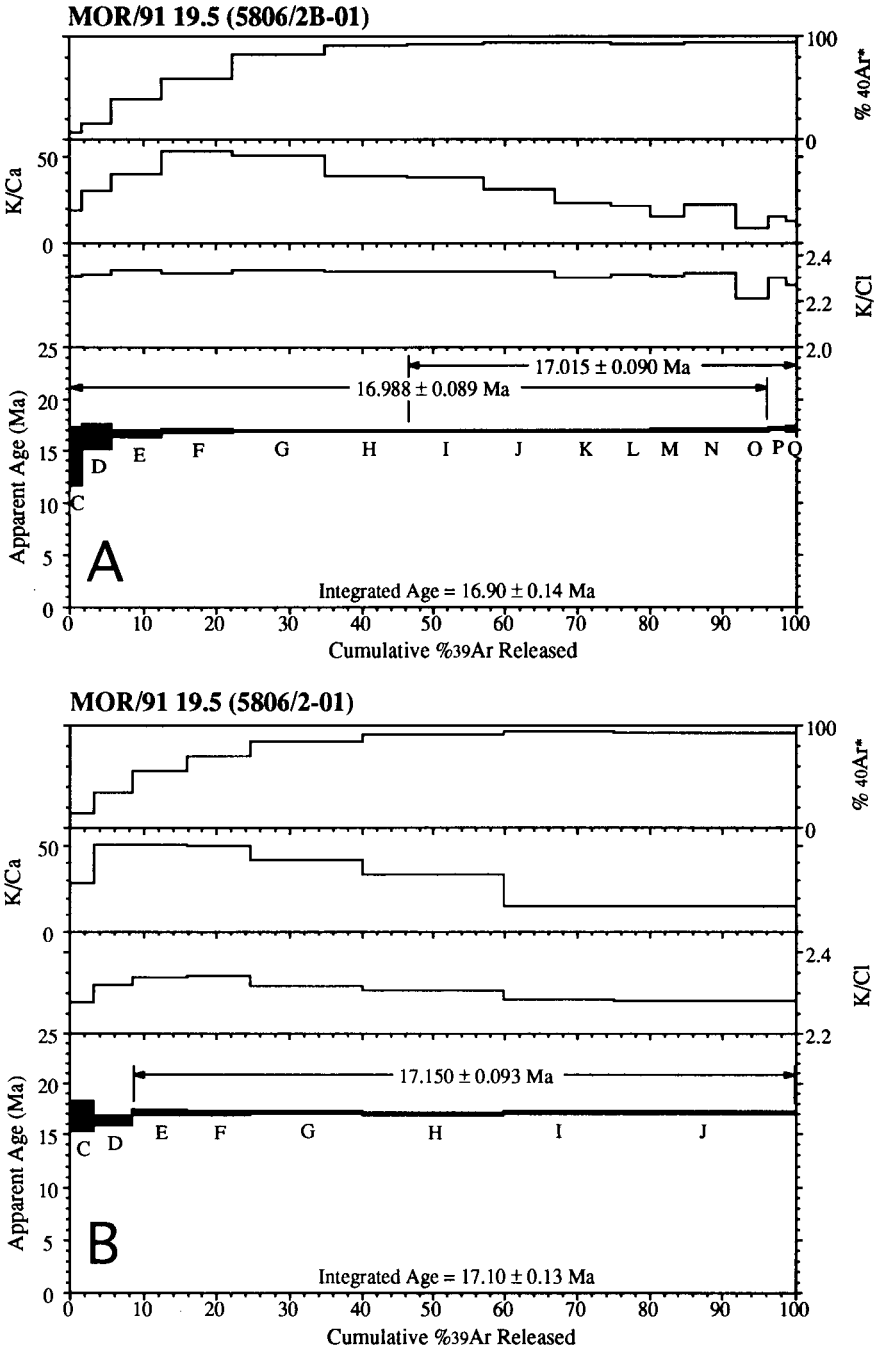 MOR/91 19.5 (5806/2B-01)
100
% 40Ar*
0
50
K/Ca
0
2.4
2.2
K/Cl
2.0
25
20
15
10
5
0
Apparent Age (Ma)
17.015 ± 0.090 Ma
16.988 ± 0.089 Ma
C D E F G H I J K L M N O P Q
A
Integrated Age = 16.90 ± 0.14 Ma
0 10 20 30 40 50 60 70 80 90 100
Cumulative %39Ar Released
MOR/91 19.5 (5806/2-01)
100
% 40Ar*
0
50
K/Ca
0
2.4
K/Cl
2.2
25
20
15
10
5
0
Apparent Age (Ma)
17.150 ± 0.093 Ma
C D E F G H I J
B
Integrated Age = 17.10 ± 0.13 Ma
0 10 20 30 40 50 60 70 80 90 100
Cumulative %39Ar Released